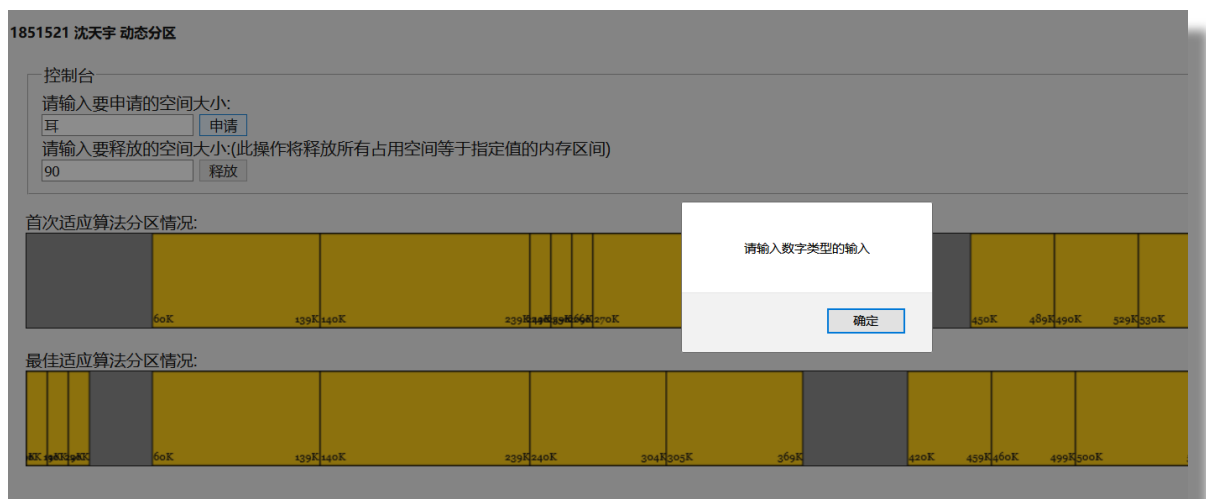 1851521 沈天宇 动态分区
控制台
请输入要申请的空间大小:
耳 申请
请输入要释放的空间大小:(此操作将释放所有占用空间等于指定值的内存区间)
90 释放
首次适应算法分区情况:
请输入数字类型的输入
确定
60K 139K 140K 239K 270K 450K 489K 490K 529K 530K
最佳适应算法分区情况:
60K 139K 140K 239K 240K 304K 305K 369K 420K 459K 460K 499K 500K